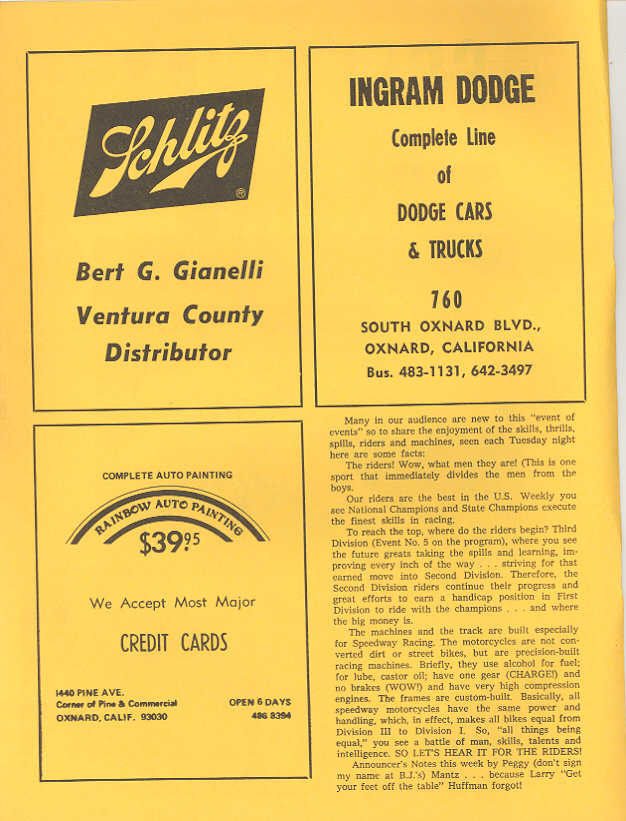 Schlitz
®
Bert G. Gianelli
Ventura County
Distributor
INGRAM DODGE
Complete Line
of
DODGE CARS
& TRUCKS
760
SOUTH OXNARD BLVD.,
OXNARD, CALIFORNIA
Bus. 483-1131, 642-3497
COMPLETE AUTO PAINTING
RAINBOW AUTO PAINTING
$39.95
We Accept Most Major
CREDIT CARDS
1440 PINE AVE.
Corner of Pine & Commercial
OXNARD, CALIF. 93030
OPEN 6 DAYS
486 8394
Many in our audience are new to this "event of
events" so to share the enjoyment of the skills, thrills,
spills, riders and machines, seen each Tuesday night
here are some facts:
The riders! Wow, what men they are! (This is one
sport that immediately divides the men from the
boys.
Our riders are the best in the U.S. Weekly you
see National Champions and State Champions execute
the finest skills in racing.
To reach the top, where do the riders begin? Third
Division (Event No. 5 on the program), where you see
the future greats taking the spills and learning, im-
proving every inch of the way . . . striving for that
earned move into Second Division. Therefore, the
Second Division riders continue their progress and
great efforts to earn a handicap position in First
Division to ride with the champions . . . and where
the big money is.
The machines and the track are built especially
for Speedway Racing. The motorcycles are not con-
verted dirt or street bikes, but are precision-built
racing machines. Briefly, they use alcohol for fuel;
for lube, castor oil; have one gear (CHARGE!) and
no brakes (WOW!) and have very high compression
engines. The frames are custom-built. Basically, all
speedway motorcycles have the same power and
handling, which, in effect, makes all bikes equal from
Division III to Division I. So, "all things being
equal," you see a battle of man, skills, talents and
intelligence. SO LET'S HEAR IT FOR THE RIDERS!
Announcer's Notes this week by Peggy (don't sign
my name at B.J.'s) Mantz . . . because Larry "Get
your feet off the table" Huffman forgot!